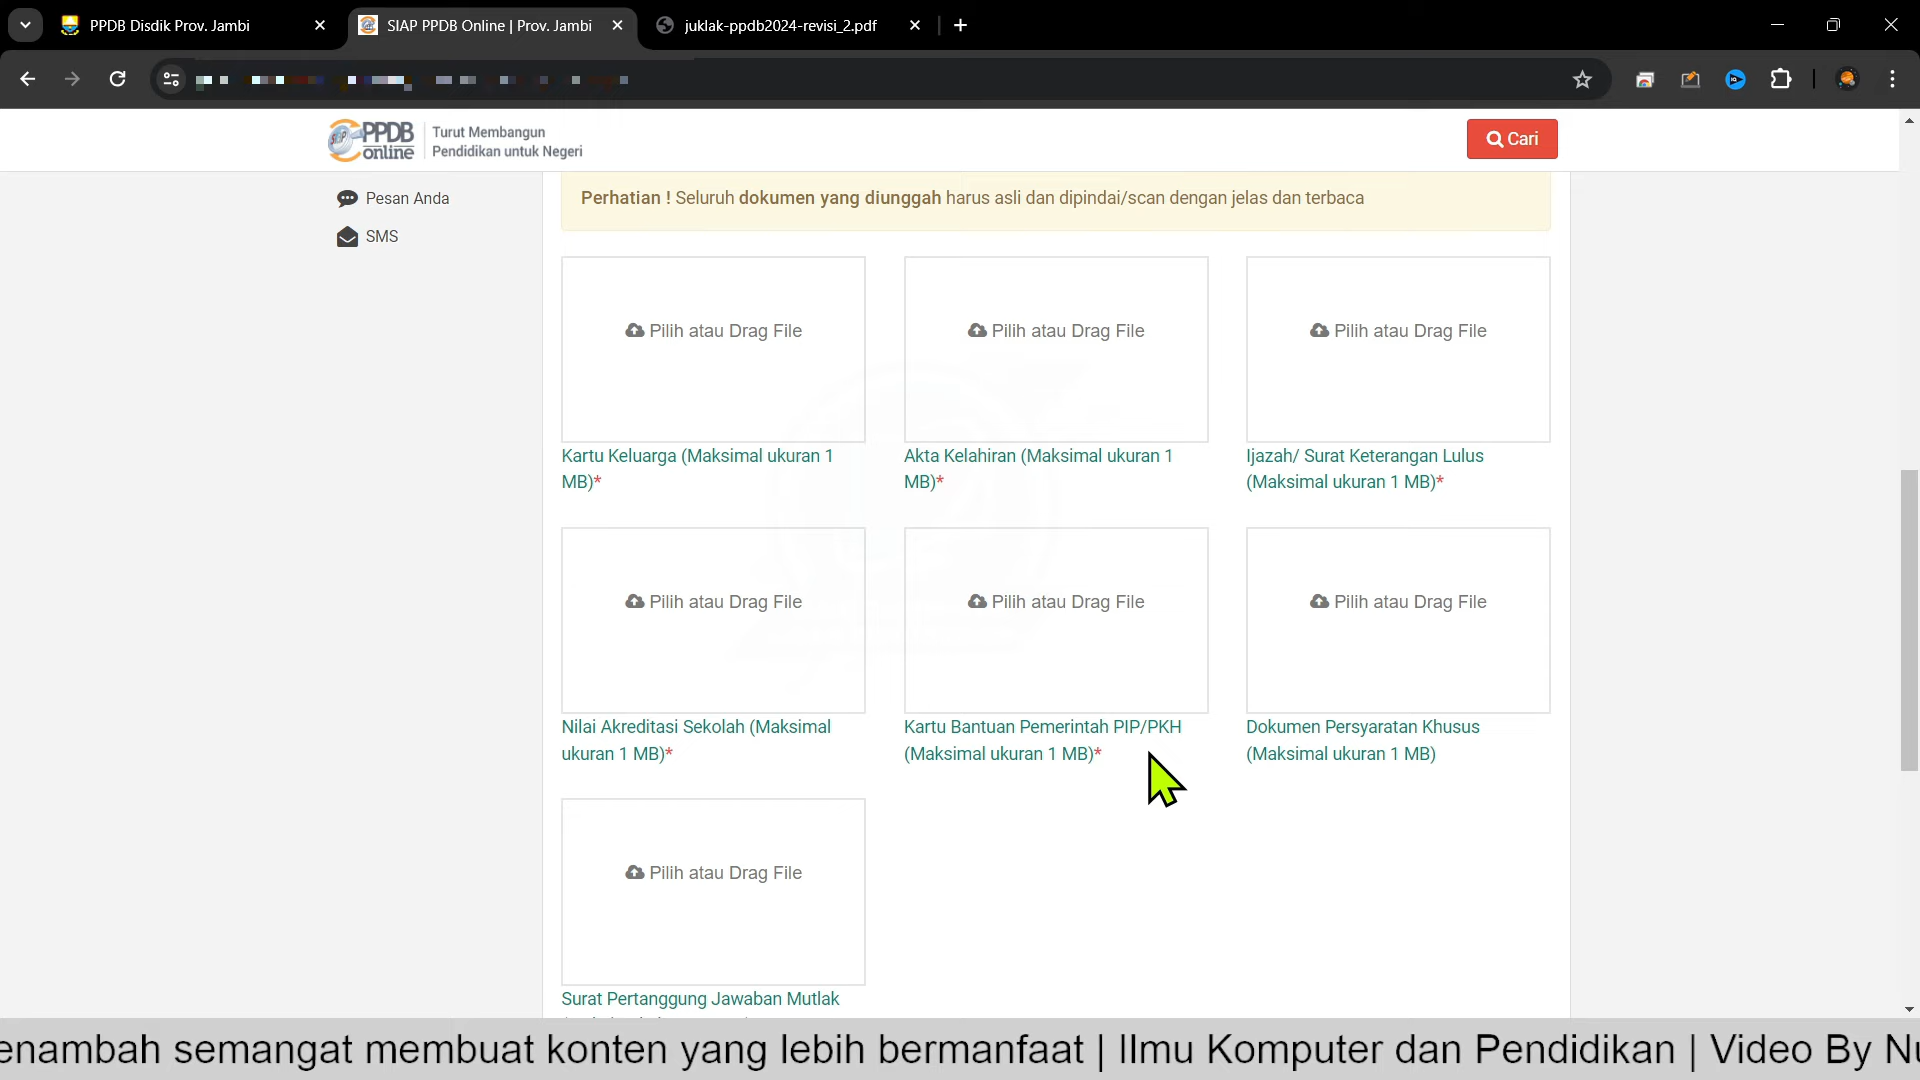 PPDB Disdik Prov. Jambi
SIAP PPDB Online | Prov. Jambi
juklak-ppdb2024-revisi_2.pdf
PPDB online
Turut Membangun
Pendidikan untuk Negeri
Cari
Pesan Anda
SMS
Perhatian ! Seluruh dokumen yang diunggah harus asli dan dipindai/scan dengan jelas dan terbaca
Pilih atau Drag File
Pilih atau Drag File
Pilih atau Drag File
Kartu Keluarga (Maksimal ukuran 1
MB)*
Akta Kelahiran (Maksimal ukuran 1
MB)*
Ijazah/ Surat Keterangan Lulus
(Maksimal ukuran 1 MB)*
Pilih atau Drag File
Pilih atau Drag File
Pilih atau Drag File
Nilai Akreditasi Sekolah (Maksimal
ukuran 1 MB)*
Kartu Bantuan Pemerintah PIP/PKH
(Maksimal ukuran 1 MB)*
Dokumen Persyaratan Khusus
(Maksimal ukuran 1 MB)
Pilih atau Drag File
Surat Pertanggung Jawaban Mutlak
enambah semangat membuat konten yang lebih bermanfaat | Ilmu Komputer dan Pendidikan | Video By Nu